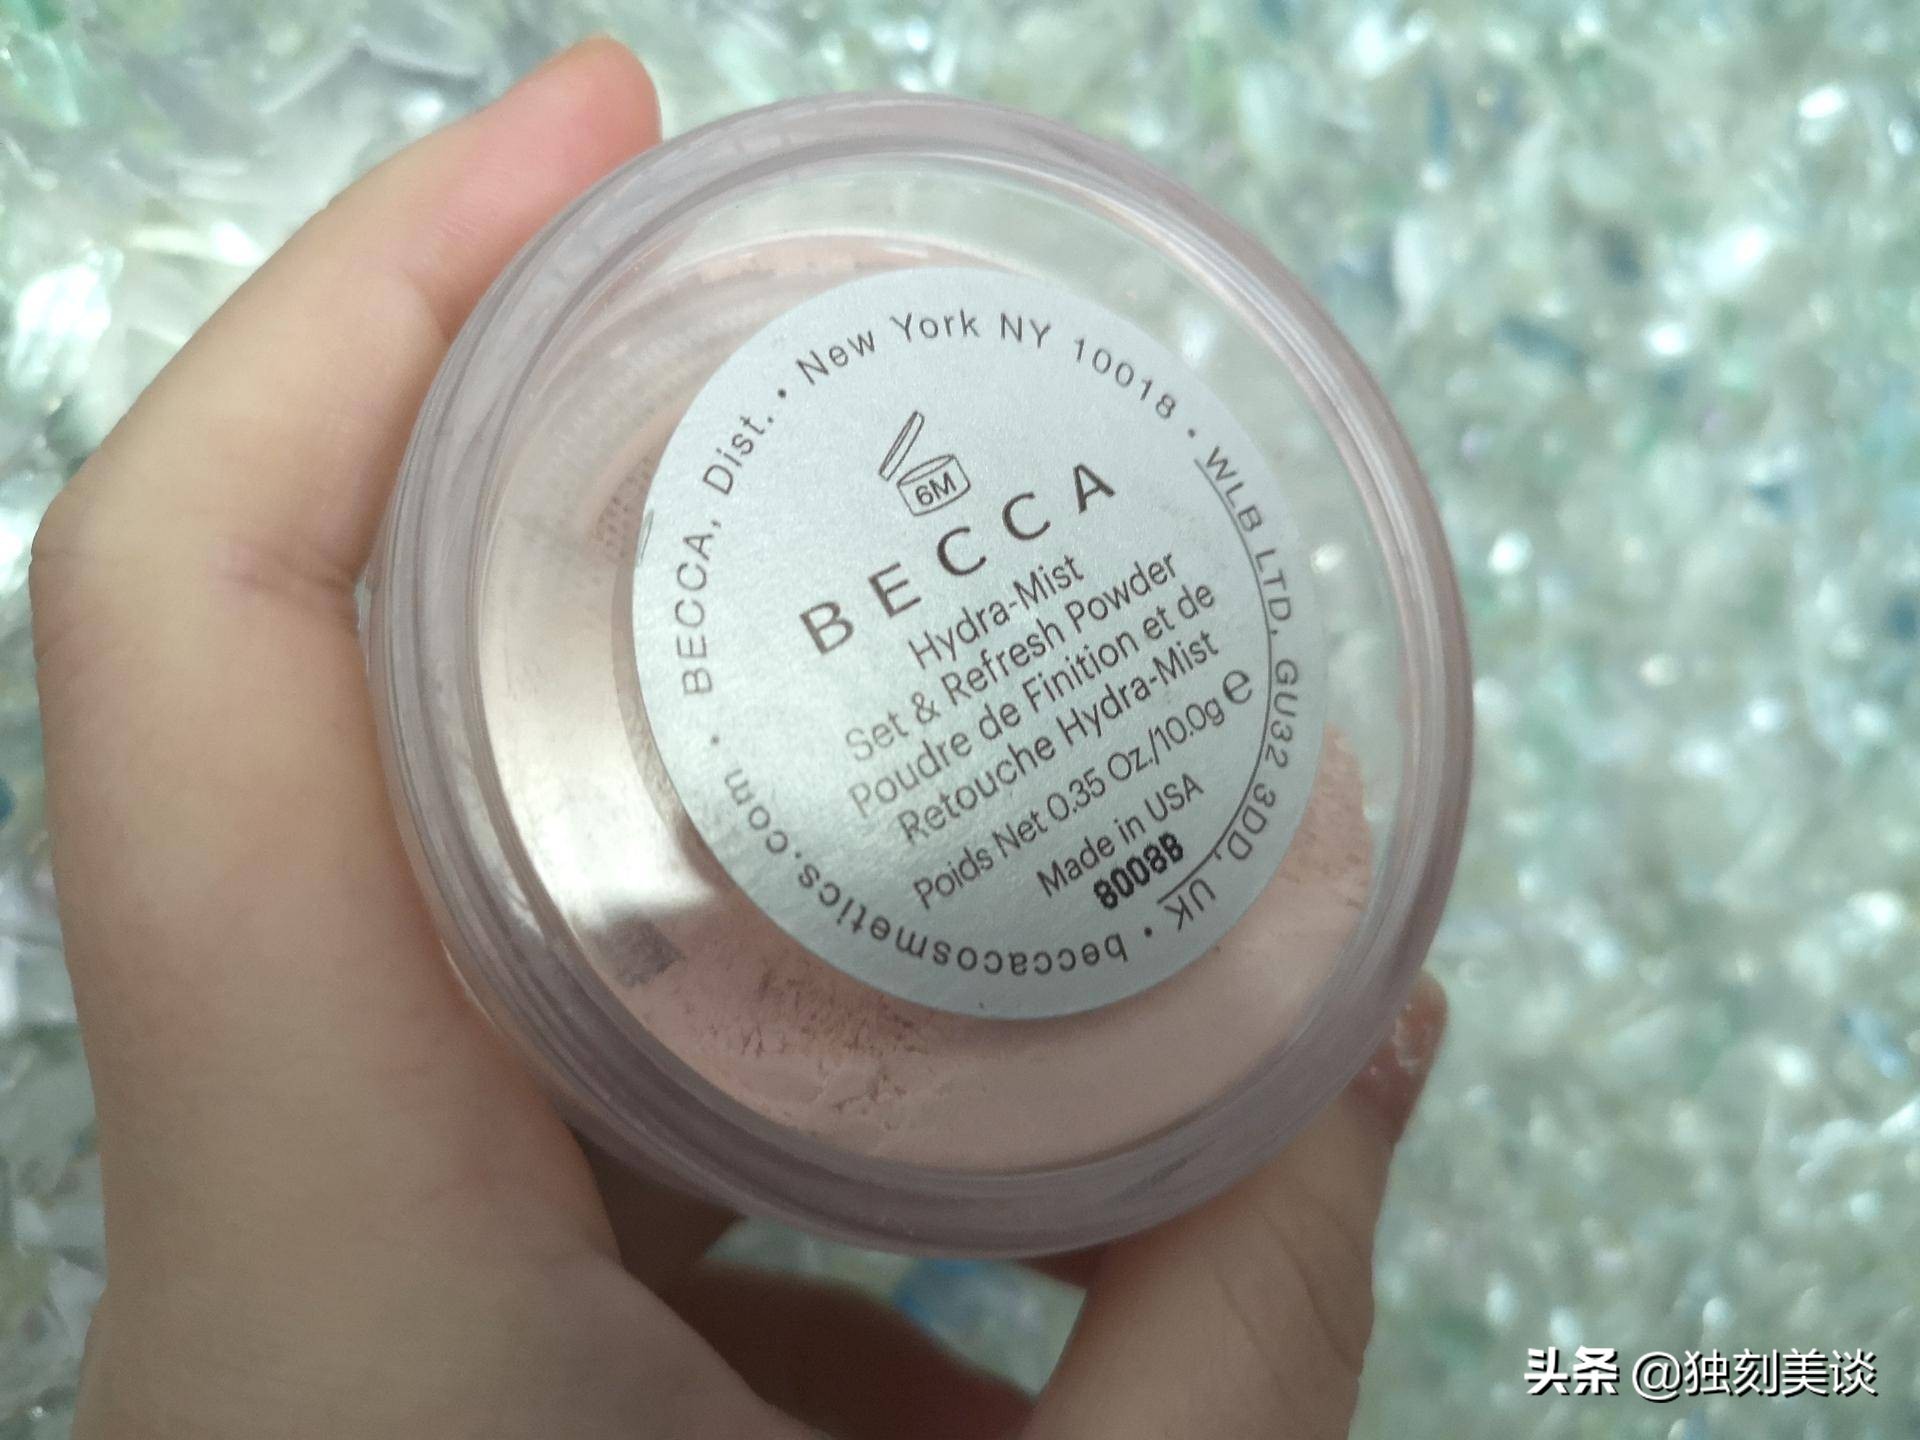 BECCA, Dist. • New York NY 10018 • WLB LTD, GU32 3DD, UK • beccacosmetics.com •
6M
BECCA
Hydra-Mist
Set & Refresh Powder
Poudre de Finition et de
Retouche Hydra-Mist
Poids Net 0.35 Oz./10.0g e
Made in USA
8008B
头条 @独刻美谈